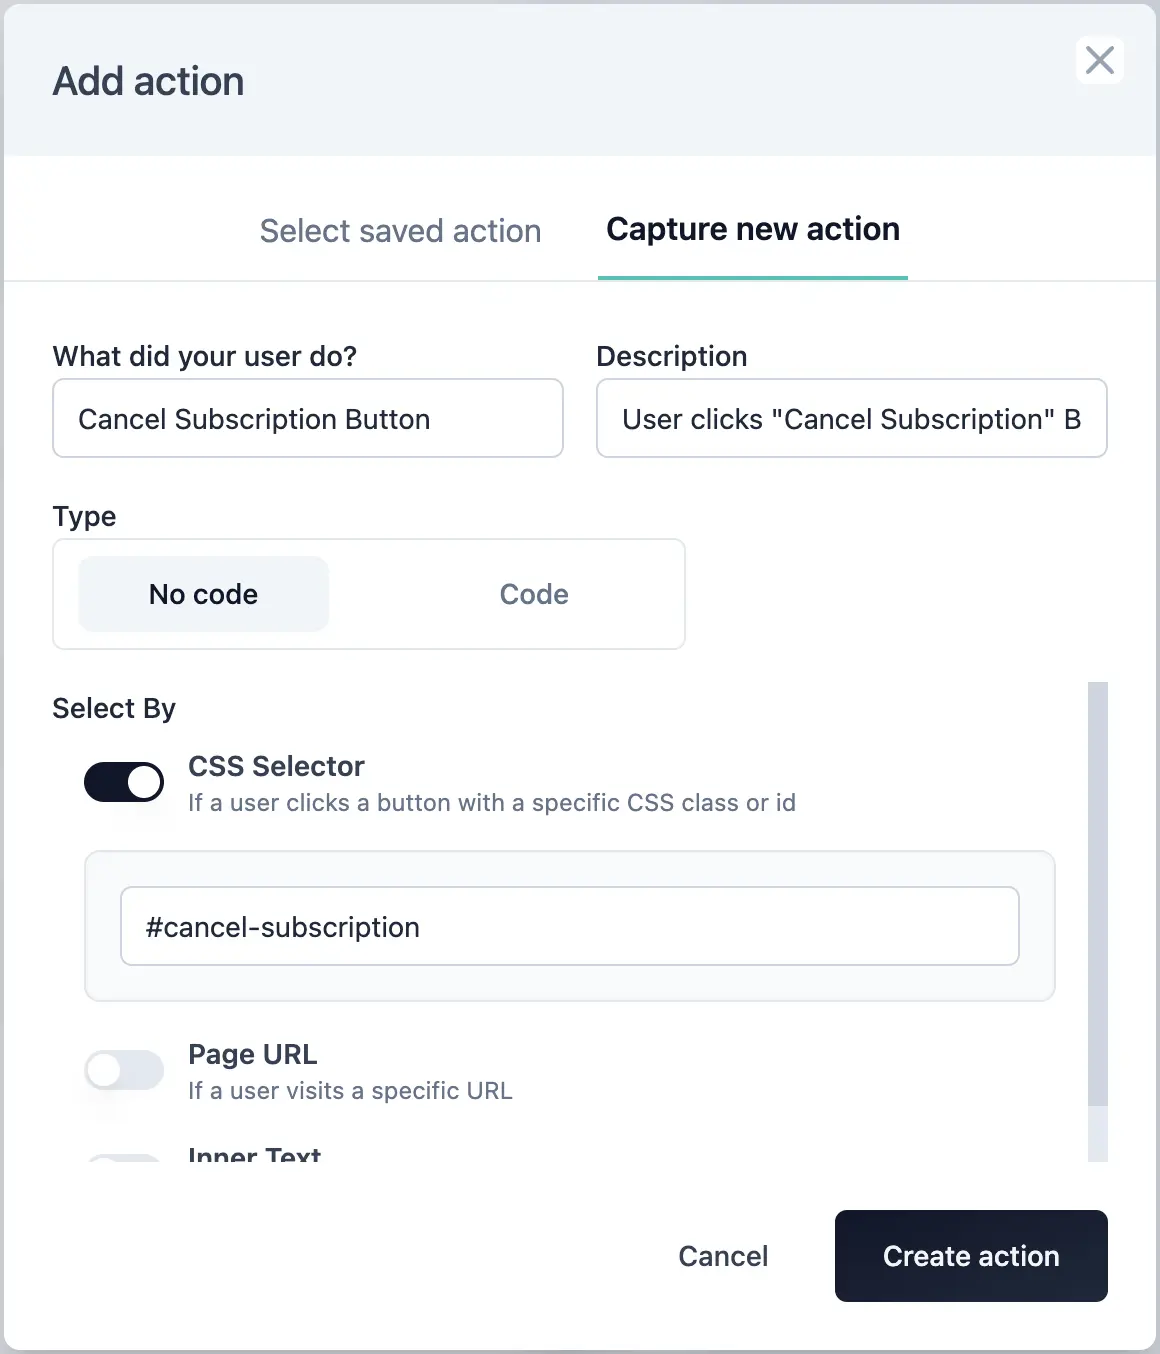 Add action
Select saved action
Capture new action
What did your user do?
Description
Cancel Subscription Button
User clicks "Cancel Subscription" B
Type
No code
Code
Select By
CSS Selector
If a user clicks a button with a specific CSS class or id
#cancel-subscription
Page URL
If a user visits a specific URL
Inner Text
Cancel
Create action